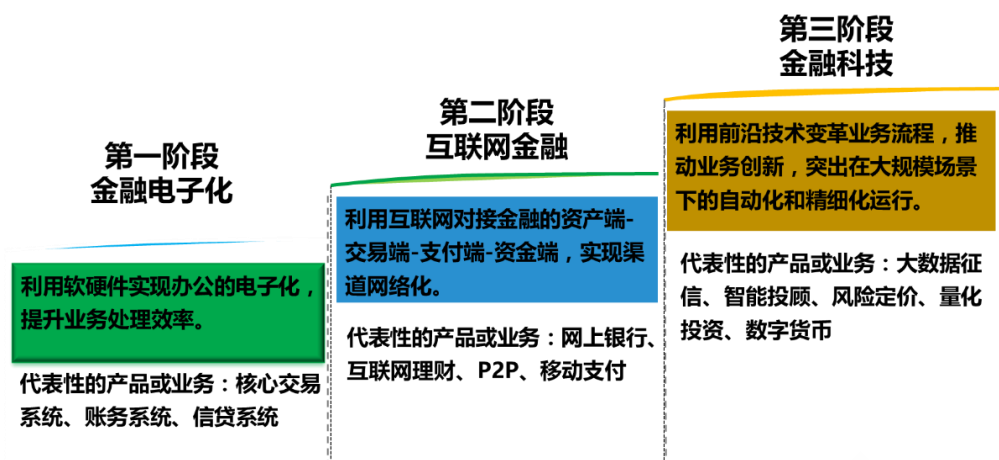 第一阶段
金融电子化
利用软硬件实现办公的电子化，
提升业务处理效率。
代表性的产品或业务：核心交易
系统、账务系统、信贷系统
第二阶段
互联网金融
利用互联网对接金融的资产端-
交易端-支付端-资金端，实现渠
道网络化。
代表性的产品或业务：网上银行、
互联网理财、P2P、移动支付
第三阶段
金融科技
利用前沿技术变革业务流程，推
动业务创新，突出在大规模场景
下的自动化和精细化运行。
代表性的产品或业务：大数据征
信、智能投顾、风险定价、量化
投资、数字货币